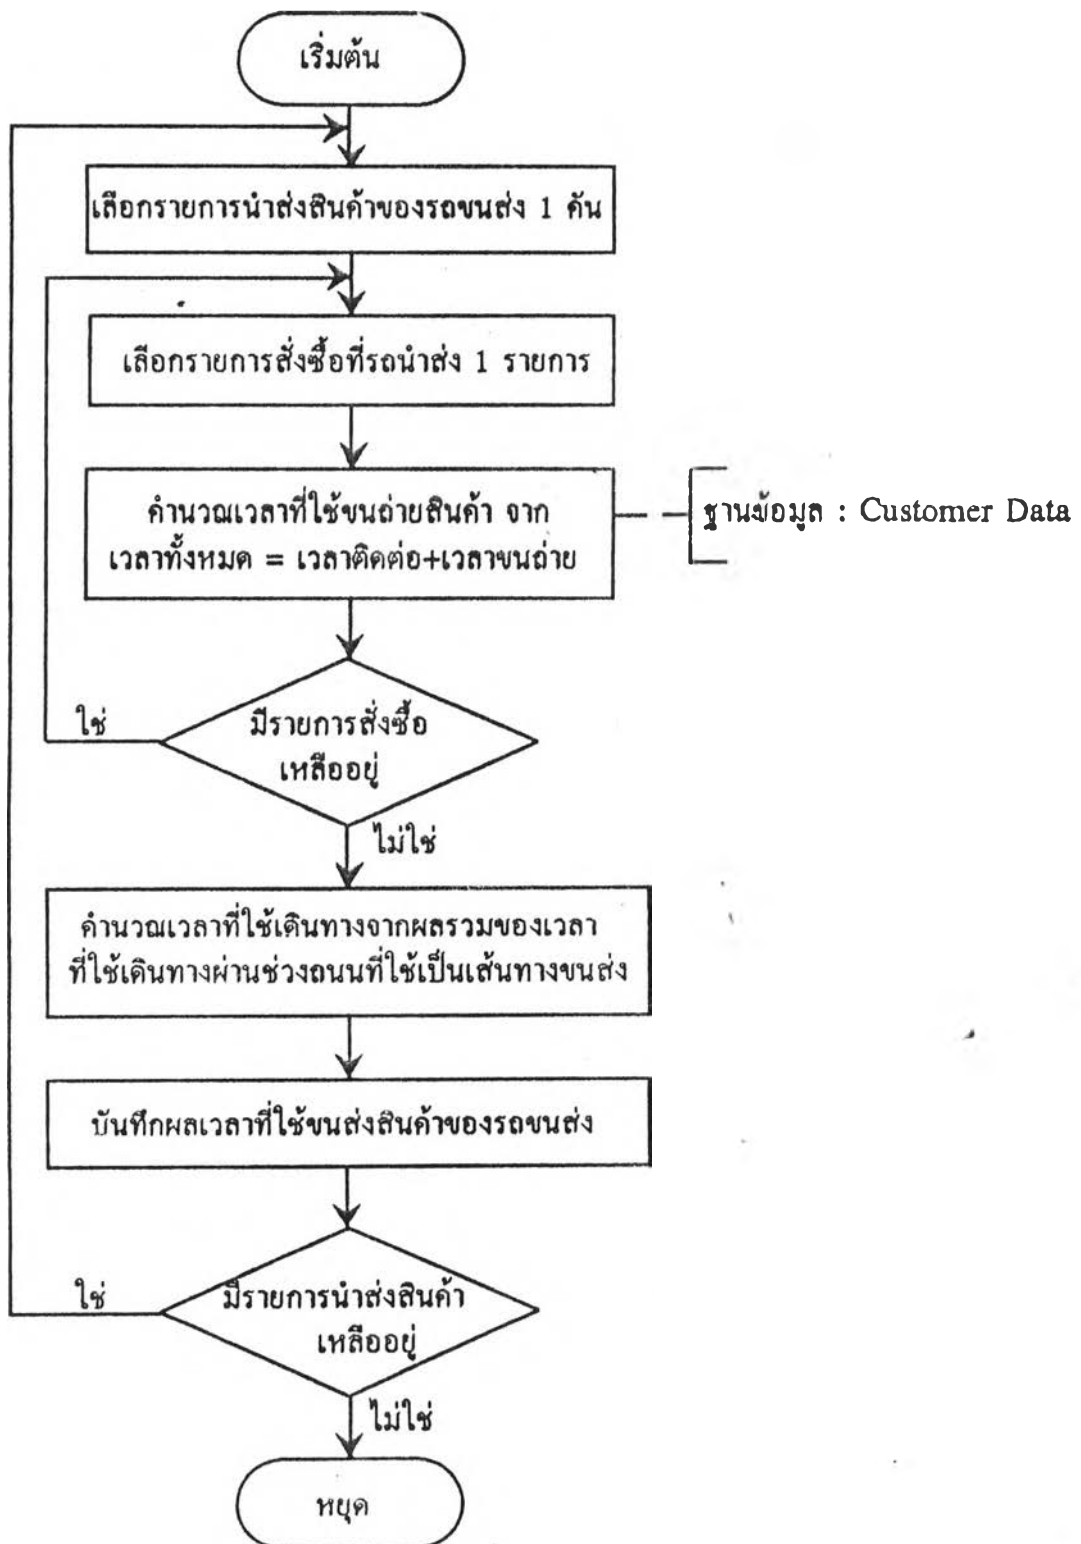 เริ่มต้น
เลือกรายการนำส่งสินค้าของรถขนส่ง 1 คัน
เลือกรายการสั่งซื้อที่รถนำส่ง 1 รายการ
คำนวณเวลาที่ใช้ขนถ่ายสินค้า จาก
เวลาทั้งหมด = เวลาติดต่อ+เวลาขนถ่าย
ฐานข้อมูล : Customer Data
มีรายการสั่งซื้อ
เหลืออยู่
ใช่
ไม่ใช่
คำนวณเวลาที่ใช้เดินทางจากผลรวมของเวลา
ที่ใช้เดินทางผ่านช่วงถนนที่ใช้เป็นเส้นทางขนส่ง
บันทึกผลเวลาที่ใช้ขนส่งสินค้าของรถขนส่ง
ใช่
มีรายการนำส่งสินค้า
เหลืออยู่
ไม่ใช่
หยุด